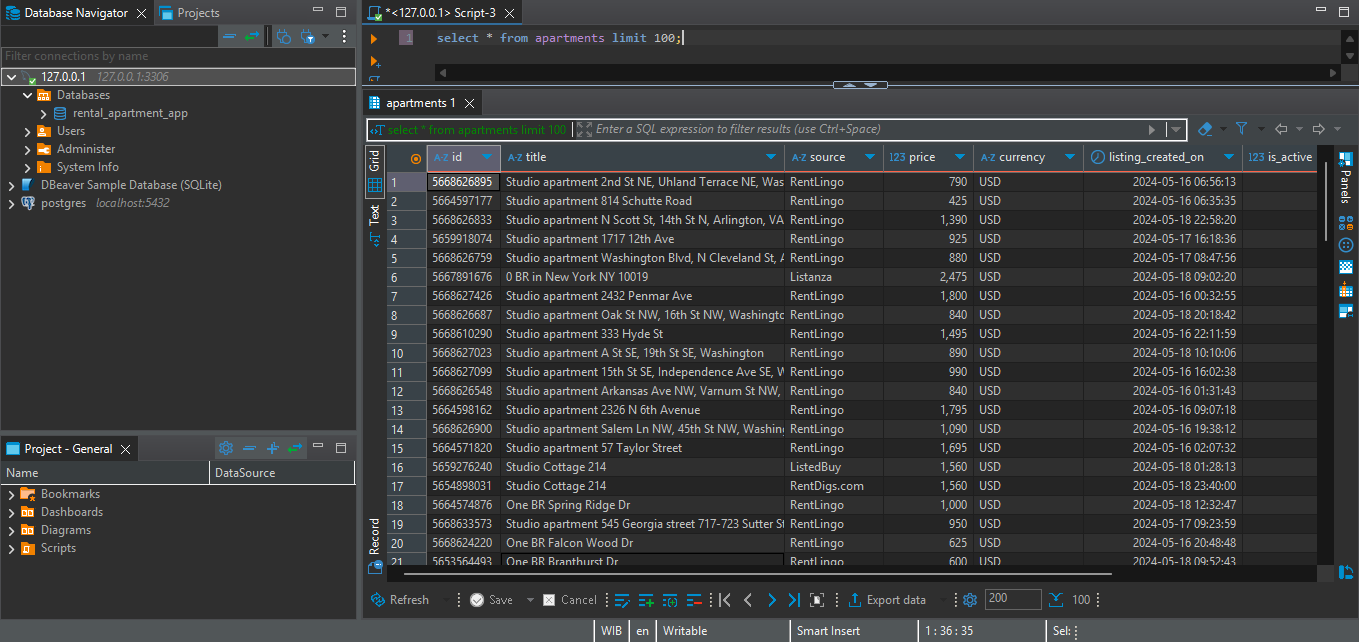 Database Navigator
Projects
Filter connections by name
127.0.0.1 127.0.0.1:3306
Databases
rental_apartment_app
Users
Administer
System Info
DBeaver Sample Database (SQLite)
postgres localhost:5432
Project - General
Name DataSource
Bookmarks
Dashboards
Diagrams
Scripts
*<127.0.0.1> Script-3
1 select * from apartments limit 100;
apartments 1
select * from apartments limit 100 Enter a SQL expression to filter results (use Ctrl+Space)
Grid
Text
Record
Panels
A-Z id A-Z title A-Z source 123 price A-Z currency listing_created_on 123 is_active
1 5668626895 Studio apartment 2nd St NE, Uhland Terrace NE, Was RentLingo 790 USD 2024-05-16 06:56:13
2 5664597177 Studio apartment 814 Schutte Road RentLingo 425 USD 2024-05-16 06:35:35
3 5668626833 Studio apartment N Scott St, 14th St N, Arlington, VA RentLingo 1,390 USD 2024-05-18 22:58:20
4 5659918074 Studio apartment 1717 12th Ave RentLingo 925 USD 2024-05-17 16:18:36
5 5668626759 Studio apartment Washington Blvd, N Cleveland St, A RentLingo 880 USD 2024-05-17 08:47:56
6 5667891676 0 BR in New York NY 10019 Listanza 2,475 USD 2024-05-18 09:02:20
7 5668627426 Studio apartment 2432 Penmar Ave RentLingo 1,800 USD 2024-05-16 00:32:55
8 5668626687 Studio apartment Oak St NW, 16th St NW, Washingto RentLingo 840 USD 2024-05-18 20:18:42
9 5668610290 Studio apartment 333 Hyde St RentLingo 1,495 USD 2024-05-16 22:11:59
10 5668627023 Studio apartment A St SE, 19th St SE, Washington RentLingo 890 USD 2024-05-18 10:10:06
11 5668627099 Studio apartment 15th St SE, Independence Ave SE, W RentLingo 990 USD 2024-05-16 16:02:38
12 5668626548 Studio apartment Arkansas Ave NW, Varnum St NW, RentLingo 840 USD 2024-05-16 01:31:43
13 5664598162 Studio apartment 2326 N 6th Avenue RentLingo 1,795 USD 2024-05-16 09:07:18
14 5668626900 Studio apartment Salem Ln NW, 45th St NW, Washin RentLingo 1,090 USD 2024-05-16 19:38:12
15 5664571820 Studio apartment 57 Taylor Street RentLingo 1,695 USD 2024-05-16 02:07:32
16 5659276240 Studio Cottage 214 ListedBuy 1,560 USD 2024-05-18 01:28:13
17 5654898031 Studio Cottage 214 RentDigs.com 1,560 USD 2024-05-18 23:40:00
18 5664574876 One BR Spring Ridge Dr RentLingo 1,000 USD 2024-05-18 12:32:47
19 5668633573 Studio apartment 545 Georgia street 717-723 Sutter St RentLingo 950 USD 2024-05-17 09:23:59
20 5668624220 One BR Falcon Wood Dr RentLingo 625 USD 2024-05-16 20:48:48
21 5653564493 One BR Branthurst Dr RentLingo 600 USD 2024-05-18 09:52:43
Refresh Save Cancel Export data 200 100
WIB en Writable Smart Insert 1 : 36 : 35 Sel: